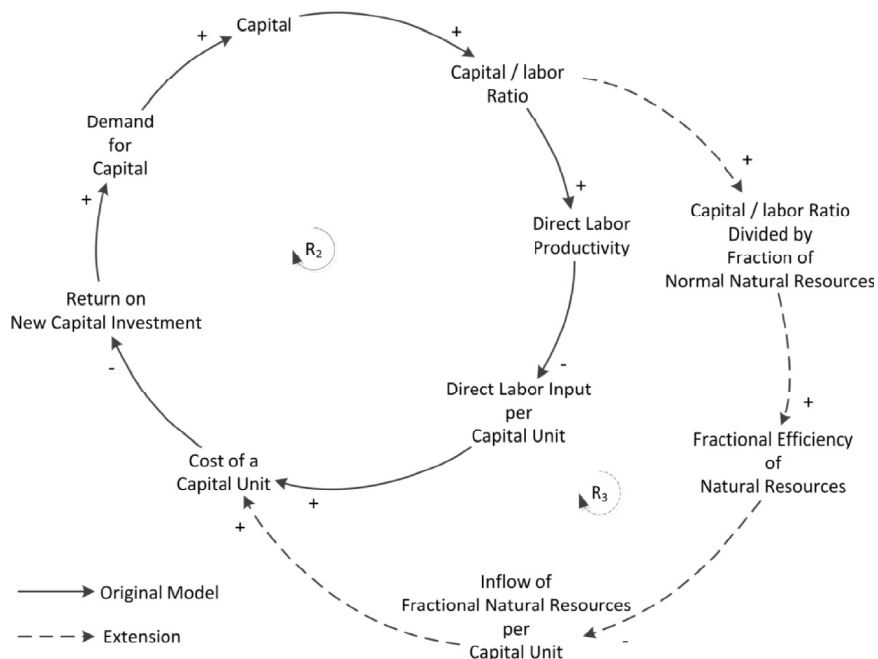 Capital
+
+
Capital / labor
Ratio
Demand
for
Capital
+
+
+
Direct Labor
Productivity
Capital / labor Ratio
Divided by
Fraction of
Normal Natural Resources
R2
Return on
New Capital Investment
-
-
Direct Labor Input
per
Capital Unit
+
Fractional Efficiency
of
Natural Resources
Cost of a
Capital Unit
+
+
R3
Inflow of
Fractional Natural Resources
per
Capital Unit
-
Original Model
Extension